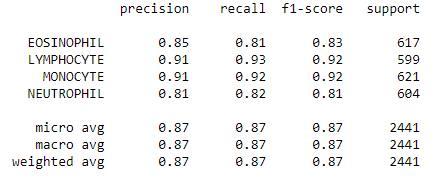 precision recall f1-score support
EOSINOPHIL 0.85 0.81 0.83 617
LYMPHOCYTE 0.91 0.93 0.92 599
MONOCYTE 0.91 0.92 0.92 621
NEUTROPHIL 0.81 0.82 0.81 604
micro avg 0.87 0.87 0.87 2441
macro avg 0.87 0.87 0.87 2441
weighted avg 0.87 0.87 0.87 2441